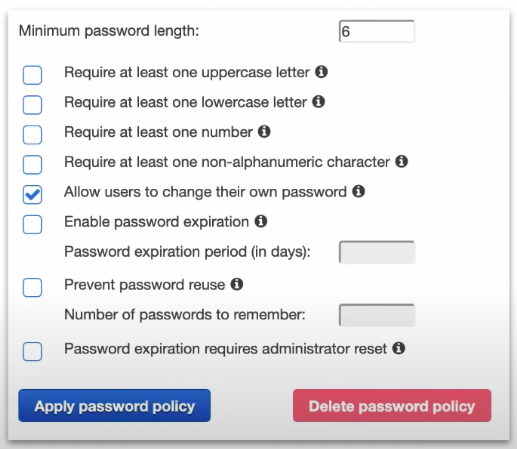 Minimum password length:
6
Require at least one uppercase letter
Require at least one lowercase letter
Require at least one number
Require at least one non-alphanumeric character
Allow users to change their own password
Enable password expiration
Password expiration period (in days):
Prevent password reuse
Number of passwords to remember:
Password expiration requires administrator reset
Apply password policy
Delete password policy